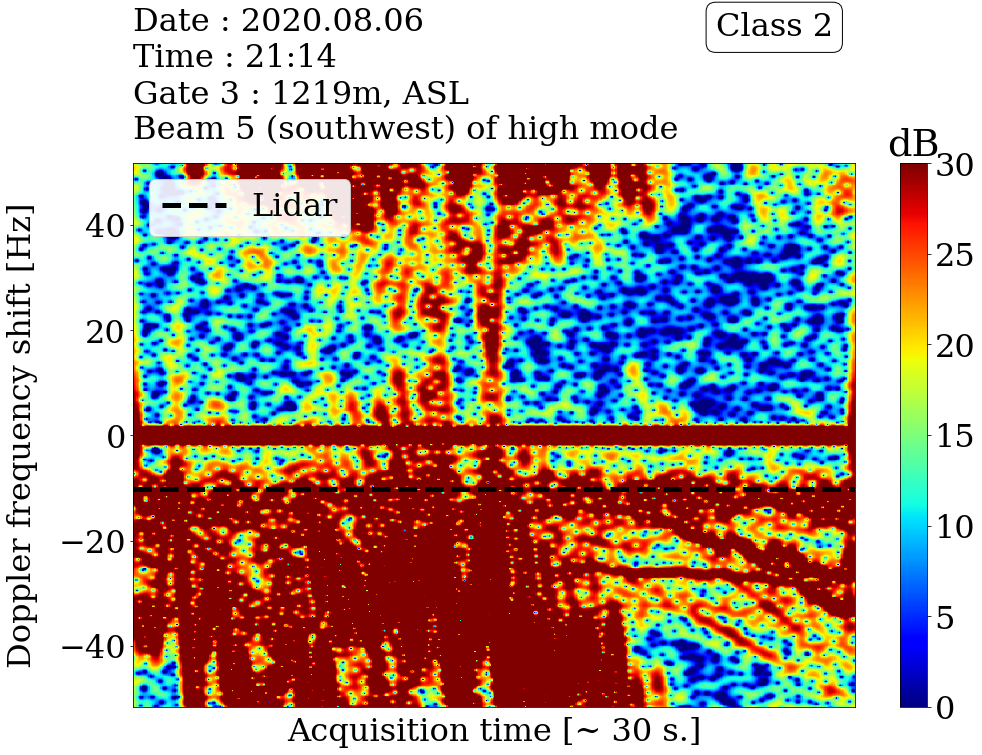 Date : 2020.08.06
Time : 21:14
Gate 3 : 1219m, ASL
Beam 5 (southwest) of high mode
Class 2
dB
Lidar
Doppler frequency shift [Hz]
40
20
0
−20
−40
Acquisition time [~ 30 s.]
30
25
20
15
10
5
0